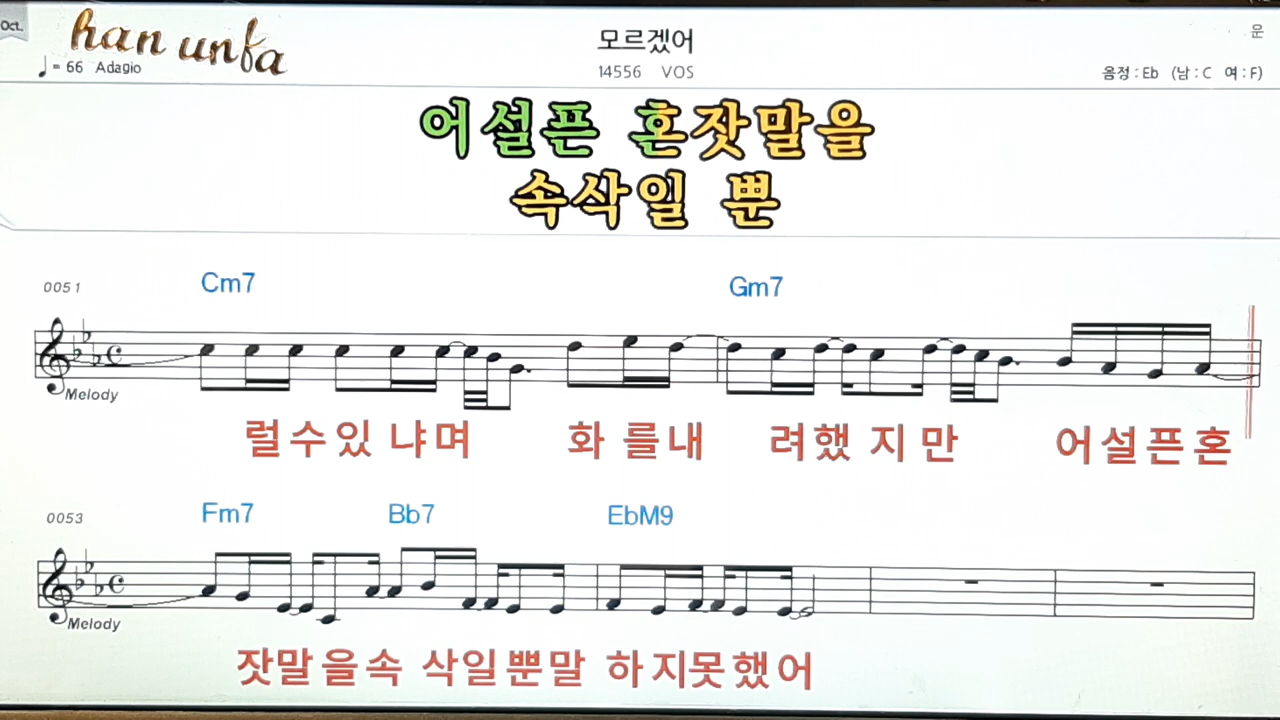 Oct.
han unfa
♩= 66 Adagio
모르겠어
14556 VOS
운
음정 : Eb (남 : C 여 : F)
어설픈 혼잣말을
속삭일 뿐
0051
Cm7 Gm7
Melody
럴수있 냐며 화 를내 려했 지 만 어설픈혼
0053
Fm7 Bb7 EbM9
Melody
잣말 을속 삭일뿐말 하지못했어